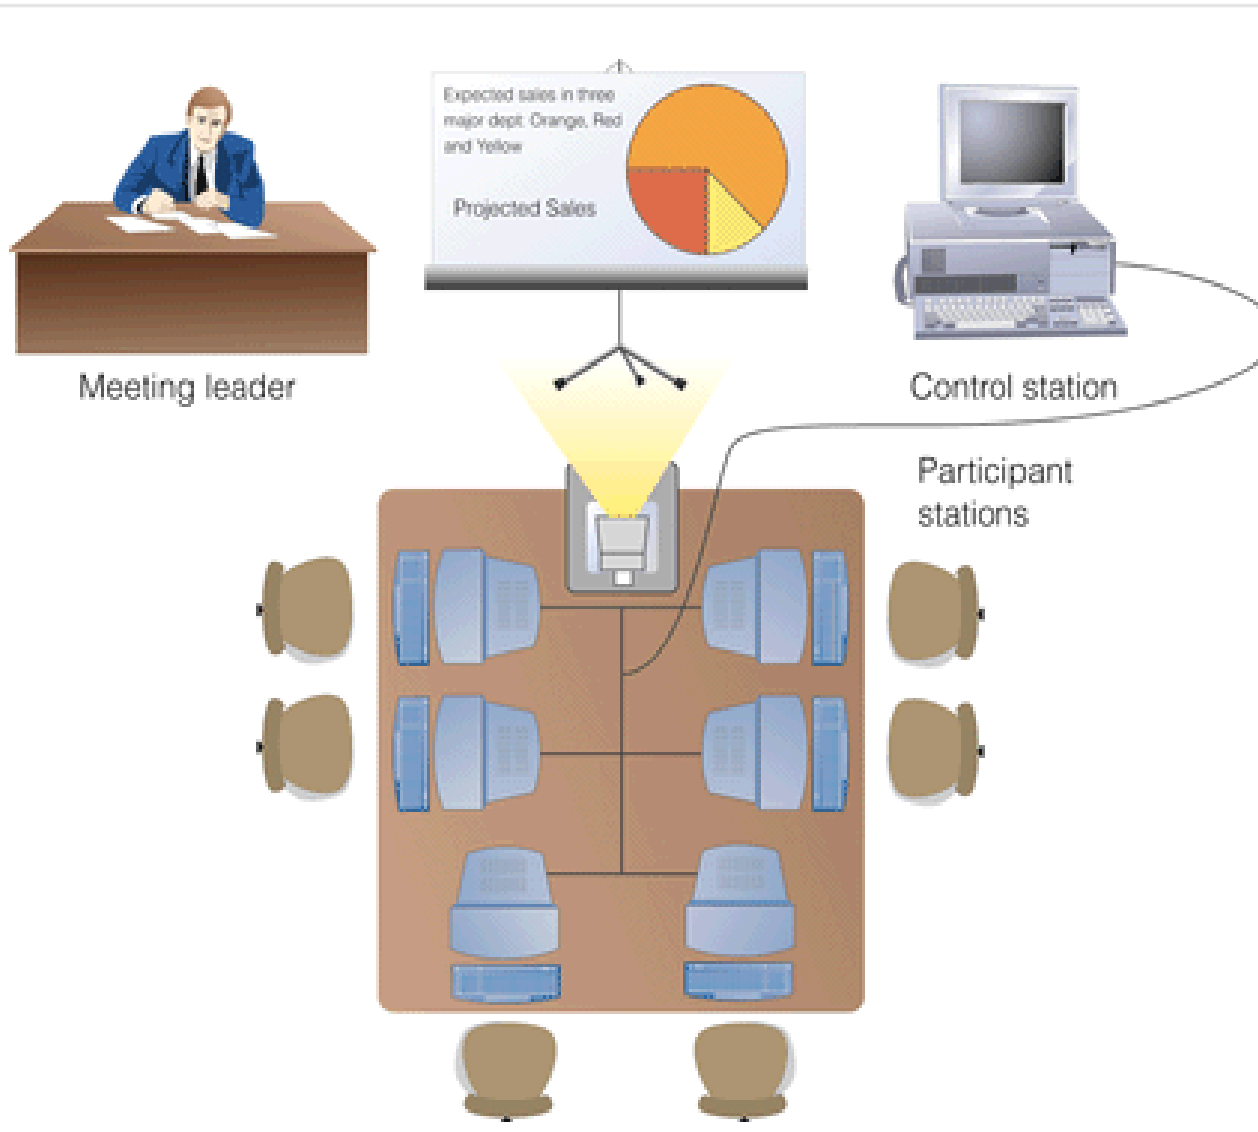 Expected sales in three
major dept: Orange, Red
and Yellow
Projected Sales
Meeting leader
Control station
Participant
stations